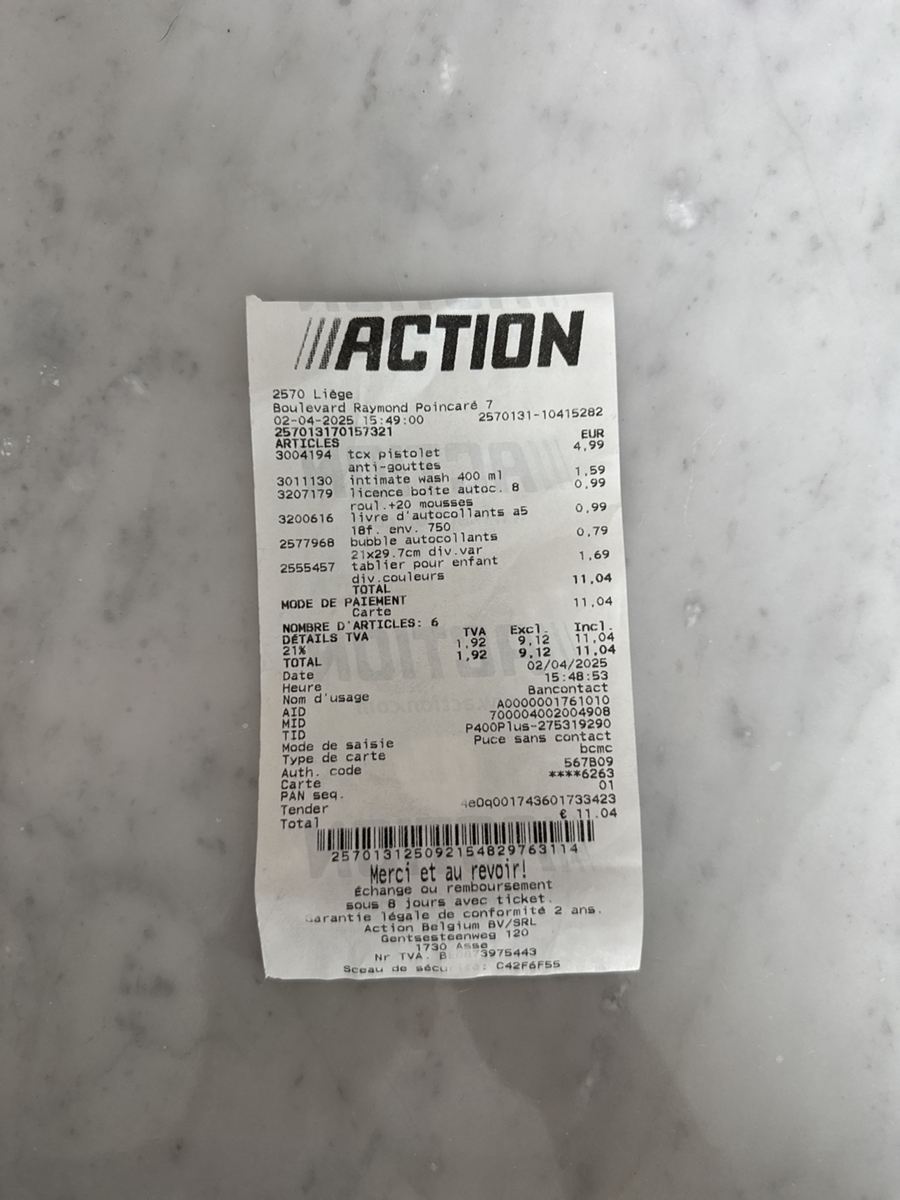 ACTION
2570 Liège
Boulevard Raymond Poincaré 7
02-04-2025 15:49:00 2570131-10415282
257013170157321 EUR
ARTICLES
3004194 tcx pistolet 4,99
anti-gouttes
3011130 intimate wash 400 ml 1,59
3207179 licence boite autoc. 8 0,99
roul.+20 mousses
3200616 livre d'autocollants a5 0,99
18f. env. 750
2577968 bubble autocollants 0,79
21x29.7cm div.var
2555457 tablier pour enfant 1,69
div.couleurs
TOTAL 11,04
MODE DE PAIEMENT
Carte 11,04
NOMBRE D'ARTICLES: 6
DÉTAILS TVA TVA Excl. Incl.
21% 1,92 9,12 11,04
TOTAL 1,92 9,12 11,04
Date 02/04/2025
Heure 15:48:53
Nom d'usage Bancontact
AID A0000001761010
MID 700004002004908
TID P400Plus-275319290
Mode de saisie Puce sans contact
Type de carte bcmc
Auth. code 567B09
Carte ****6263
PAN seq. 01
Tender 4e0q001743601733423
Total € 11.04
257013125092154829763114
Merci et au revoir!
Échange ou remboursement
sous 8 jours avec ticket.
Garantie légale de conformité 2 ans.
Action Belgium BV/SRL
Gentsesteenweg 120
1730 Asse
Nr TVA.
Sceau de C42F6F55